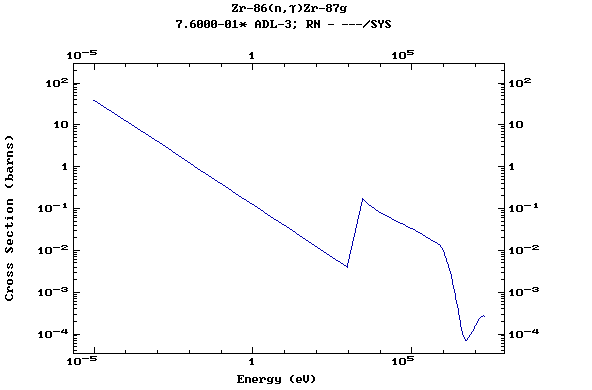 Zr-86(n,γ)Zr-87g
7.6000-01* ADL-3; RN - ---/SYS
10⁻⁵ 1 10⁵
10² 10²
10 10
1 1
10⁻¹ 10⁻¹
10⁻² 10⁻²
10⁻³ 10⁻³
10⁻⁴ 10⁻⁴
10⁻⁵ 1 10⁵
Cross Section (barns)
Energy (eV)